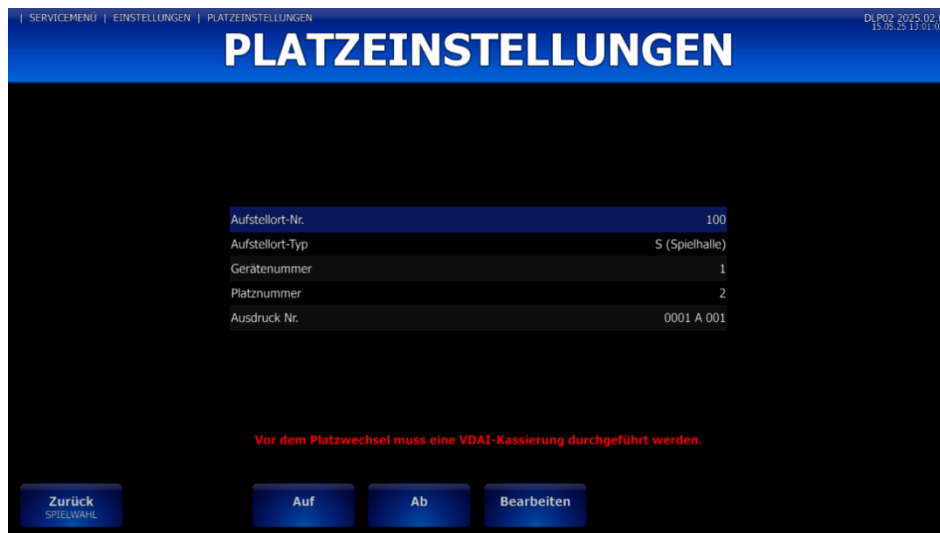 | SERVICEMENÜ | EINSTELLUNGEN | PLATZEINSTELLUNGEN
DLP02 2025.02.
15.05.25 13:01:0
PLATZEINSTELLUNGEN
Aufstellort-Nr. 100
Aufstellort-Typ S (Spielhalle)
Gerätenummer 1
Platznummer 2
Ausdruck Nr. 0001 A 001
Vor dem Platzwechsel muss eine VDAI-Kassierung durchgeführt werden.
Zurück
SPIELWAHL
Auf
Ab
Bearbeiten